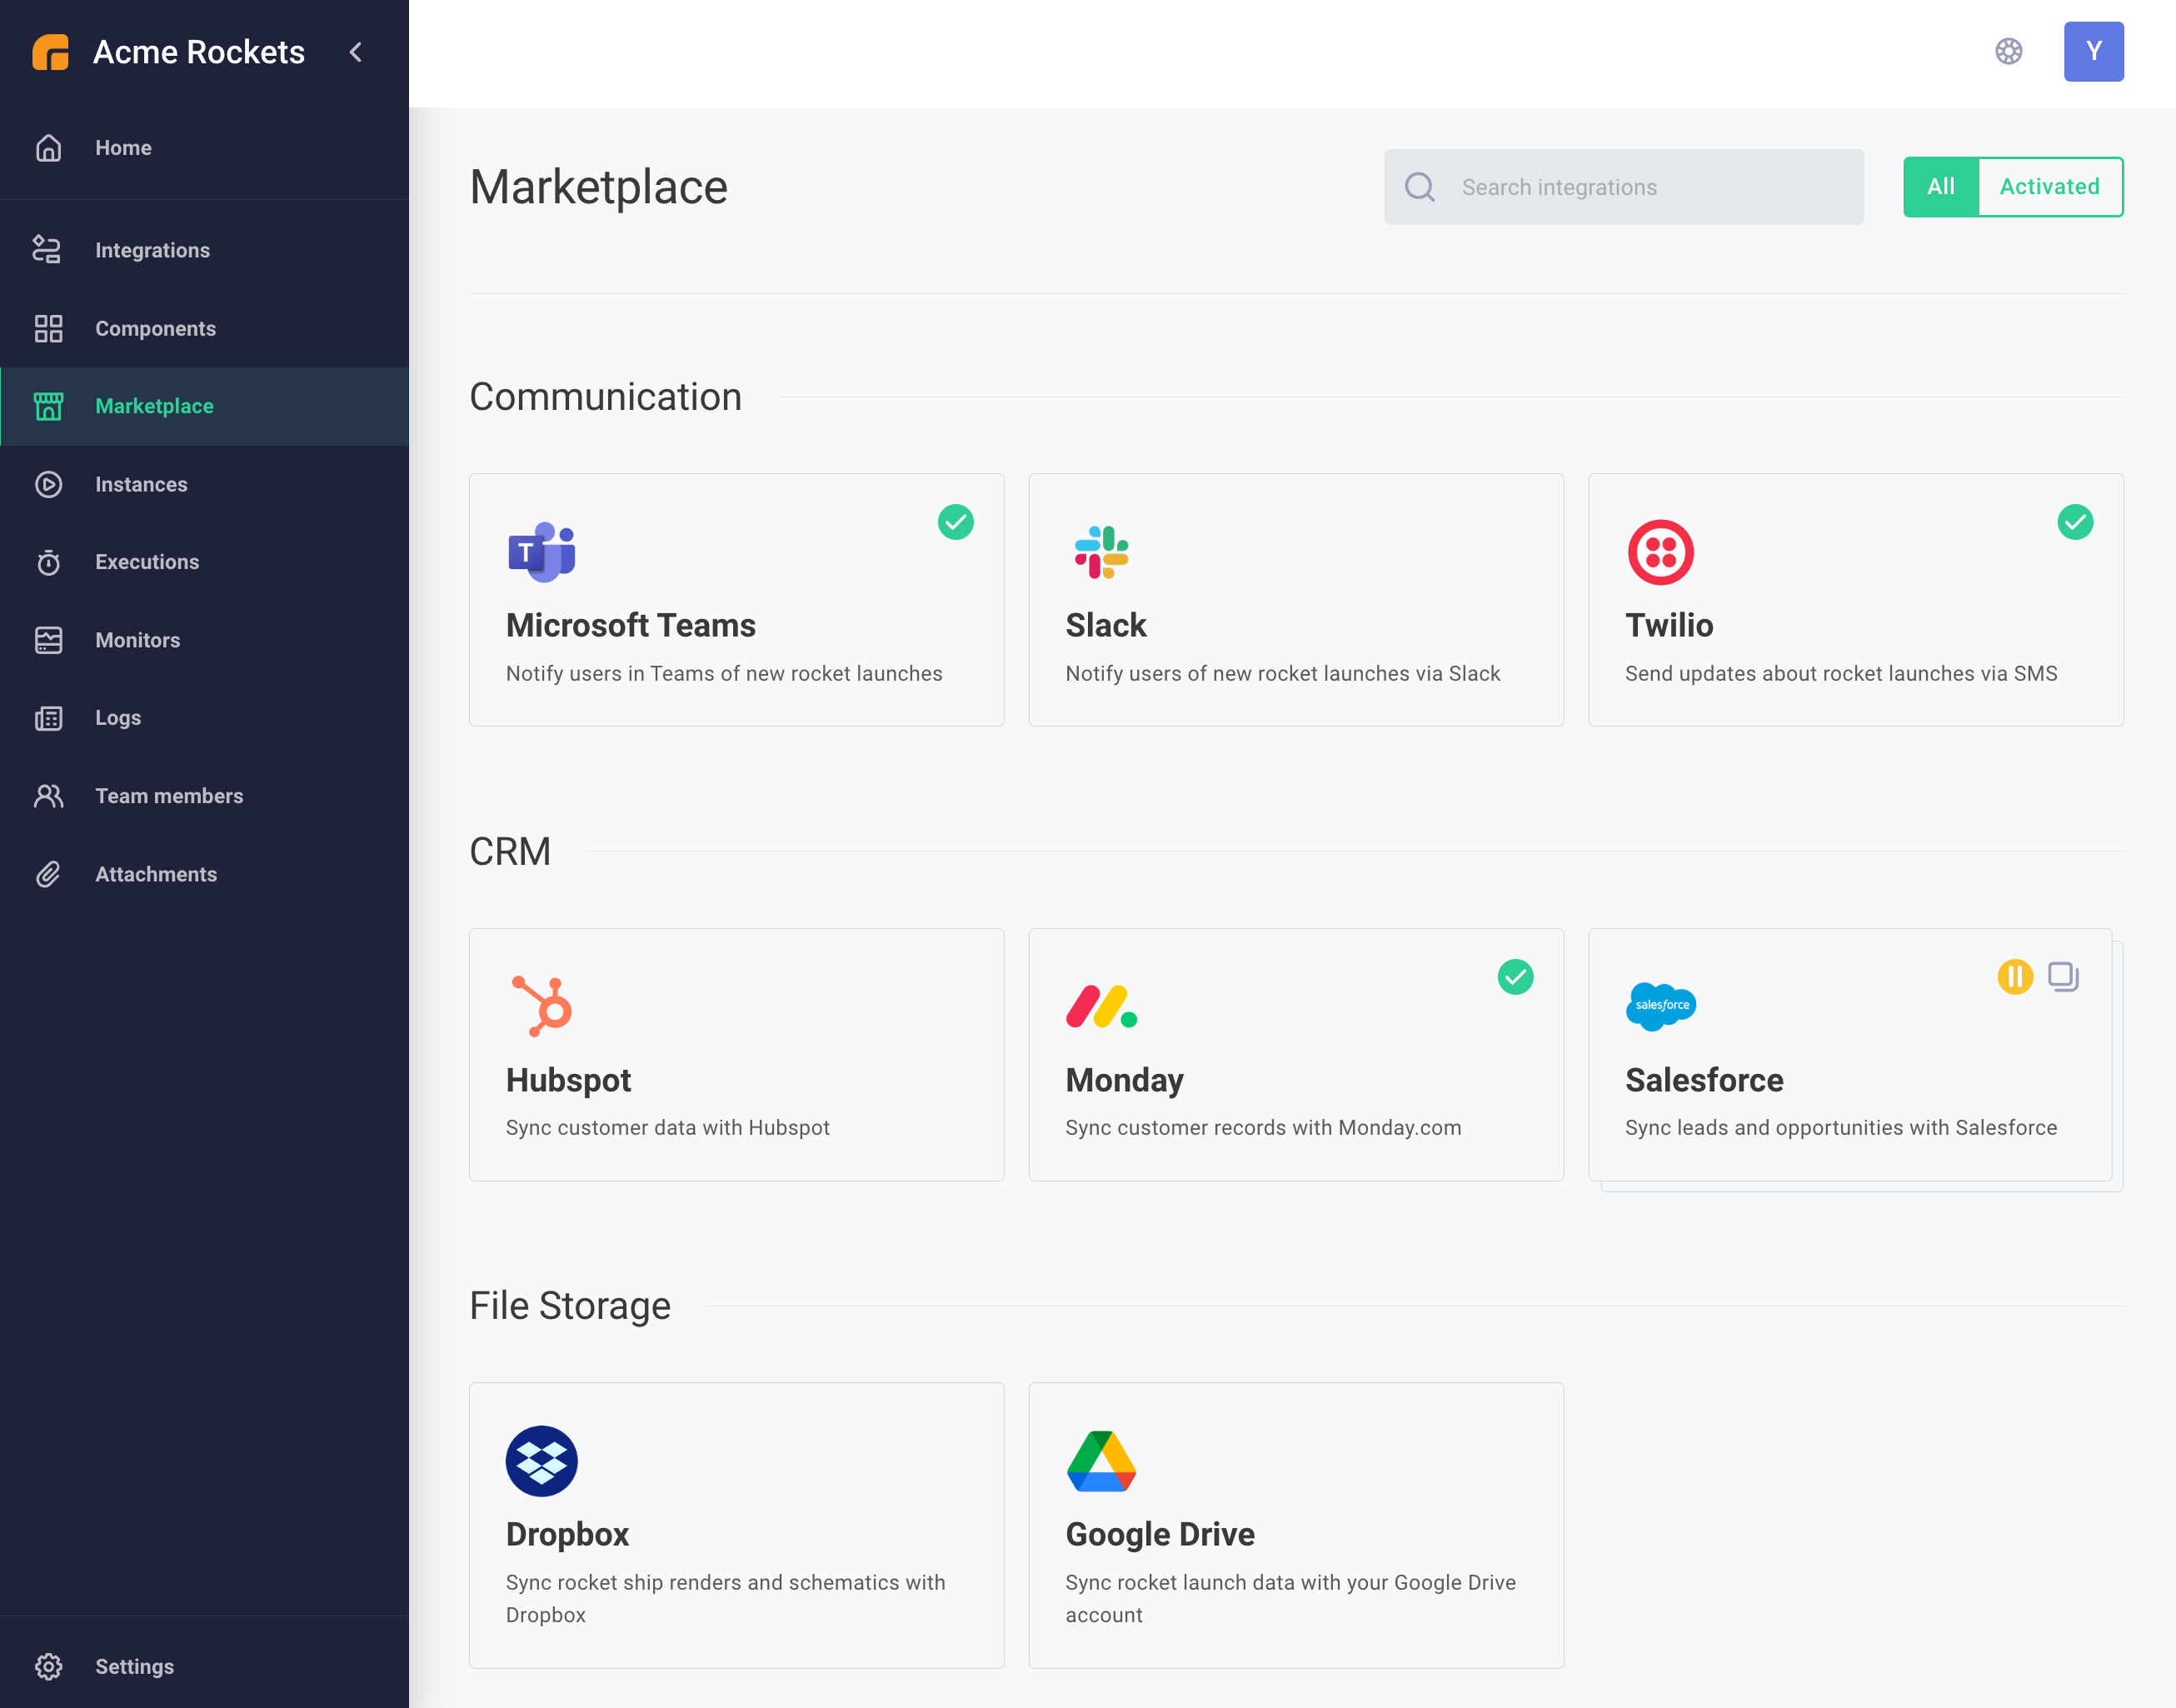 Acme Rockets
Y
Home
Integrations
Components
Marketplace
Instances
Executions
Monitors
Logs
Team members
Attachments
Settings
Marketplace
Search integrations
All
Activated
Communication
T
Microsoft Teams
Notify users in Teams of new rocket launches
Slack
Notify users of new rocket launches via Slack
Twilio
Send updates about rocket launches via SMS
CRM
Hubspot
Sync customer data with Hubspot
Monday
Sync customer records with Monday.com
salesforce
Salesforce
Sync leads and opportunities with Salesforce
File Storage
Dropbox
Sync rocket ship renders and schematics with
Dropbox
Google Drive
Sync rocket launch data with your Google Drive
account